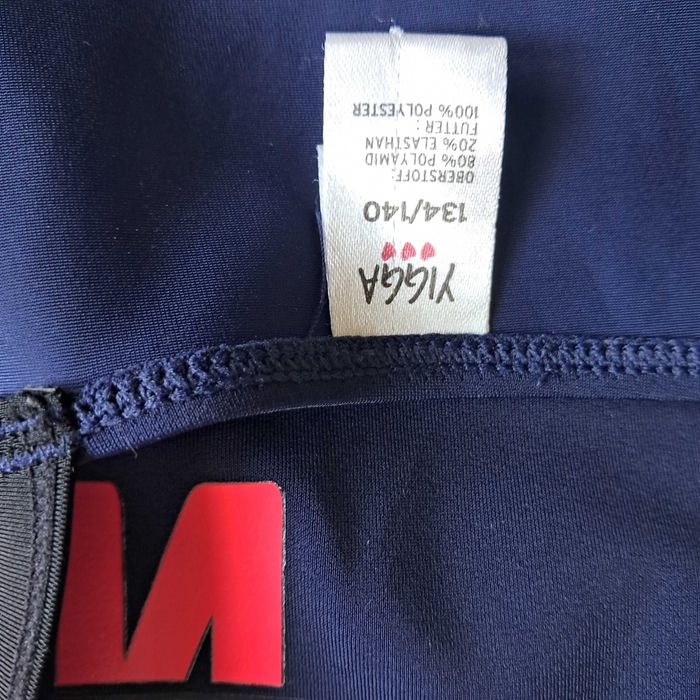 YIGGA
134/140
OBERSTOFF:
80% POLYAMID
20% ELASTHAN
FUTTER:
100% POLYESTER